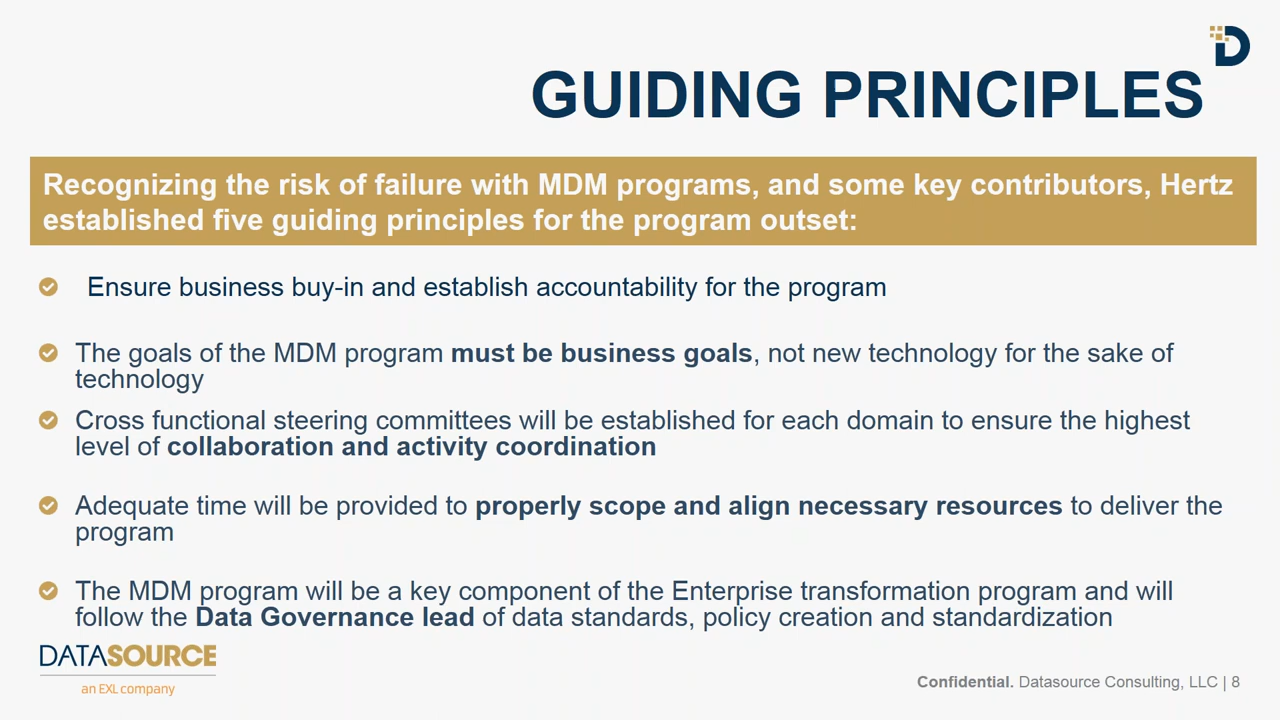 GUIDING PRINCIPLES
Recognizing the risk of failure with MDM programs, and some key contributors, Hertz
established five guiding principles for the program outset:
Ensure business buy-in and establish accountability for the program
The goals of the MDM program must be business goals, not new technology for the sake of
technology
Cross functional steering committees will be established for each domain to ensure the highest
level of collaboration and activity coordination
Adequate time will be provided to properly scope and align necessary resources to deliver the
program
The MDM program will be a key component of the Enterprise transformation program and will
follow the Data Governance lead of data standards, policy creation and standardization
DATASOURCE
an EXL company
Confidential. Datasource Consulting, LLC | 8